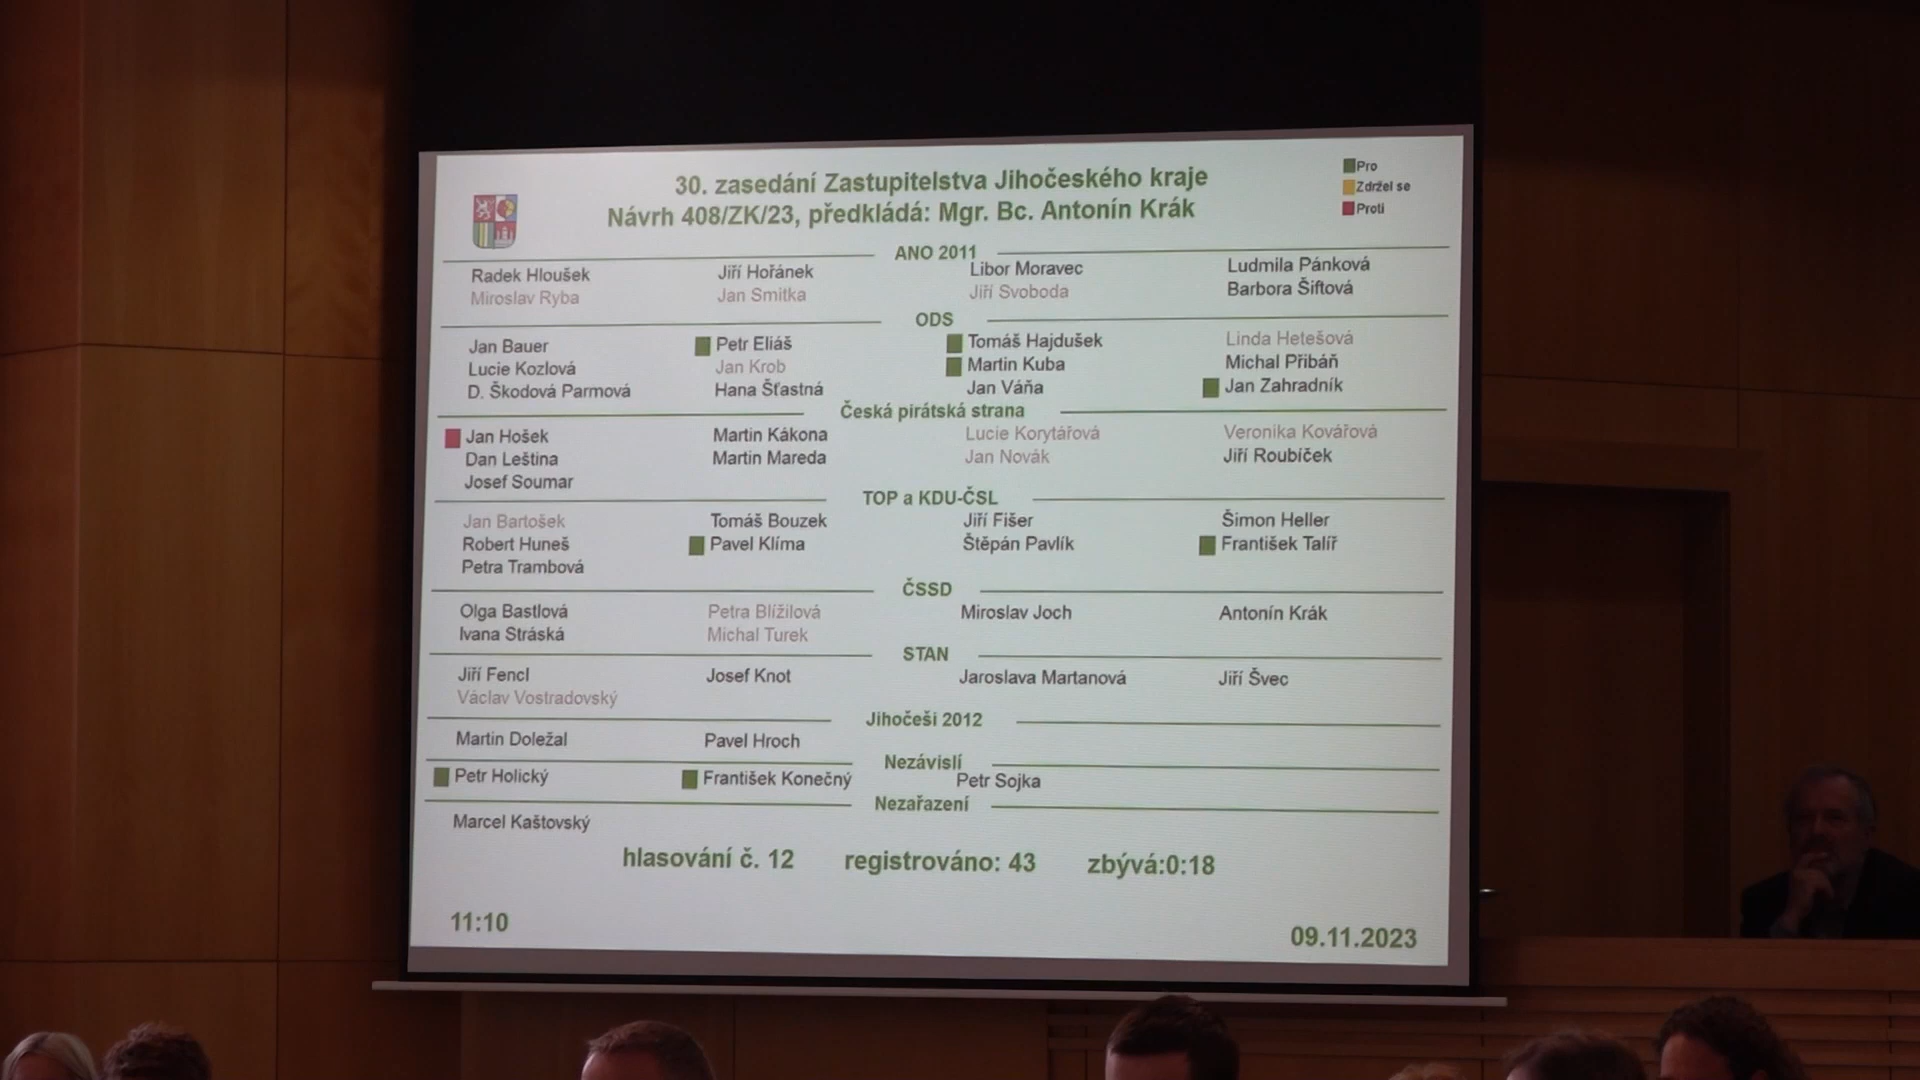 30. zasedání Zastupitelstva Jihočeského kraje
Návrh 408/ZK/23, předkládá: Mgr. Bc. Antonín Krák
Pro
Zdržel se
Proti
ANO 2011
Radek Hloušek Jiří Hořánek Libor Moravec Ludmila Pánková
Miroslav Ryba Jan Smitka Jiří Svoboda Barbora Šiftová
ODS
Jan Bauer Petr Eliáš Tomáš Hajdušek Linda Hetešová
Lucie Kozlová Jan Krob Martin Kuba Michal Přibáň
D. Škodová Parmová Hana Šťastná Jan Váňa Jan Zahradník
Česká pirátská strana
Jan Hošek Martin Kákona Lucie Korytářová Veronika Kovářová
Dan Leština Martin Mareda Jan Novák Jiří Roubíček
Josef Soumar
TOP a KDU-ČSL
Jan Bartošek Tomáš Bouzek Jiří Fišer Šimon Heller
Robert Huneš Pavel Klíma Štěpán Pavlík František Talíř
Petra Trambová
ČSSD
Olga Bastlová Petra Blížilová Miroslav Joch Antonín Krák
Ivana Stráská Michal Turek
STAN
Jiří Fencl Josef Knot Jaroslava Martanová Jiří Švec
Václav Vostradovský
Jihočeši 2012
Martin Doležal Pavel Hroch
Nezávislí
Petr Holický František Konečný Petr Sojka
Nezařazení
Marcel Kaštovský
hlasování č. 12 registrováno: 43 zbývá:0:18
11:10 09.11.2023